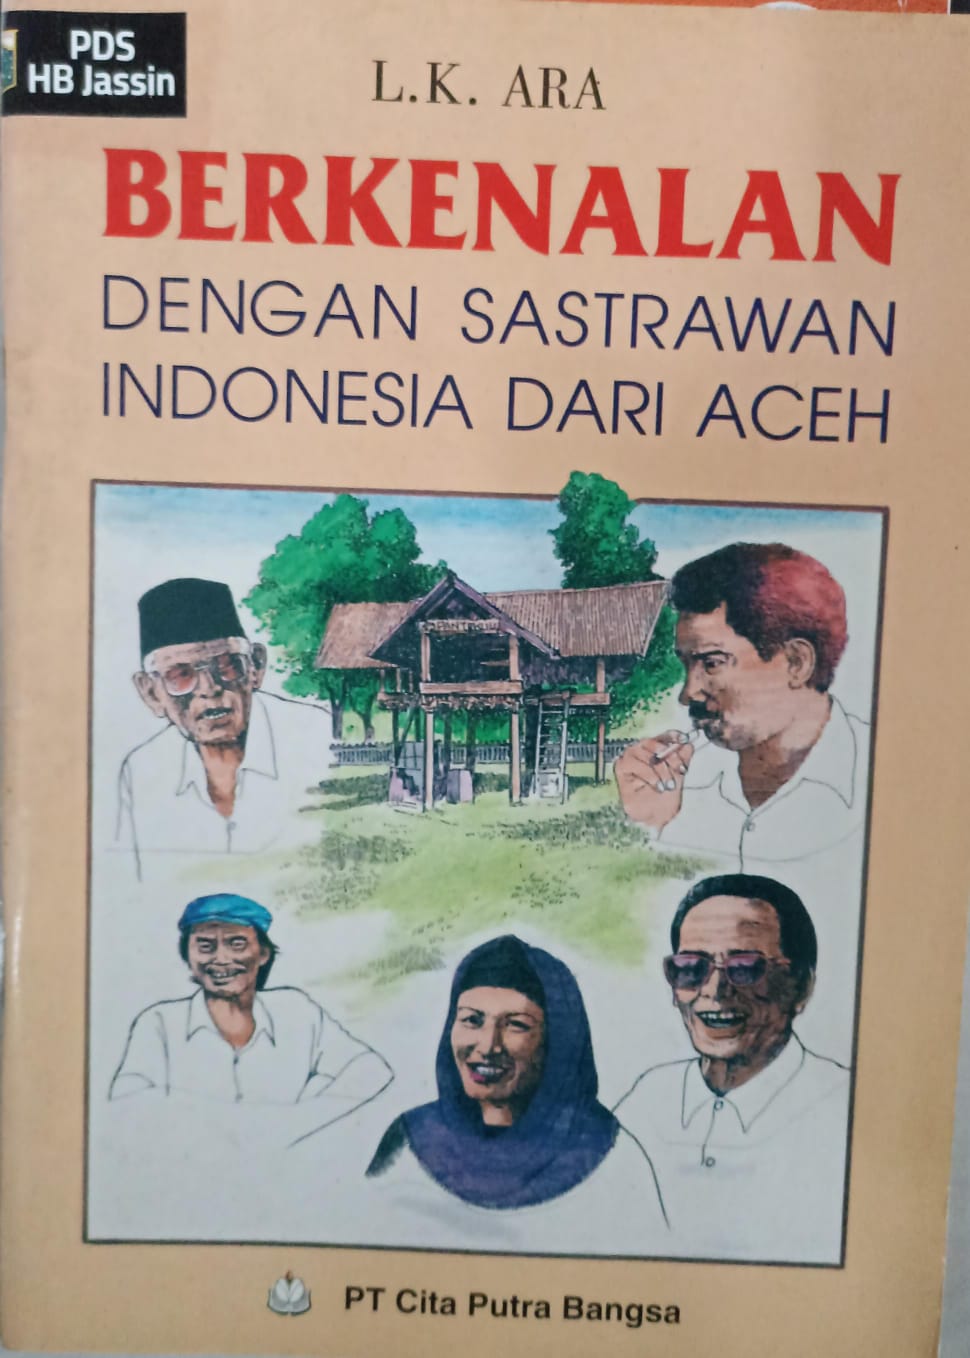 PDS
HB Jassin
L.K. ARA
BERKENALAN
DENGAN SASTRAWAN
INDONESIA DARI ACEH
PT Cita Putra Bangsa